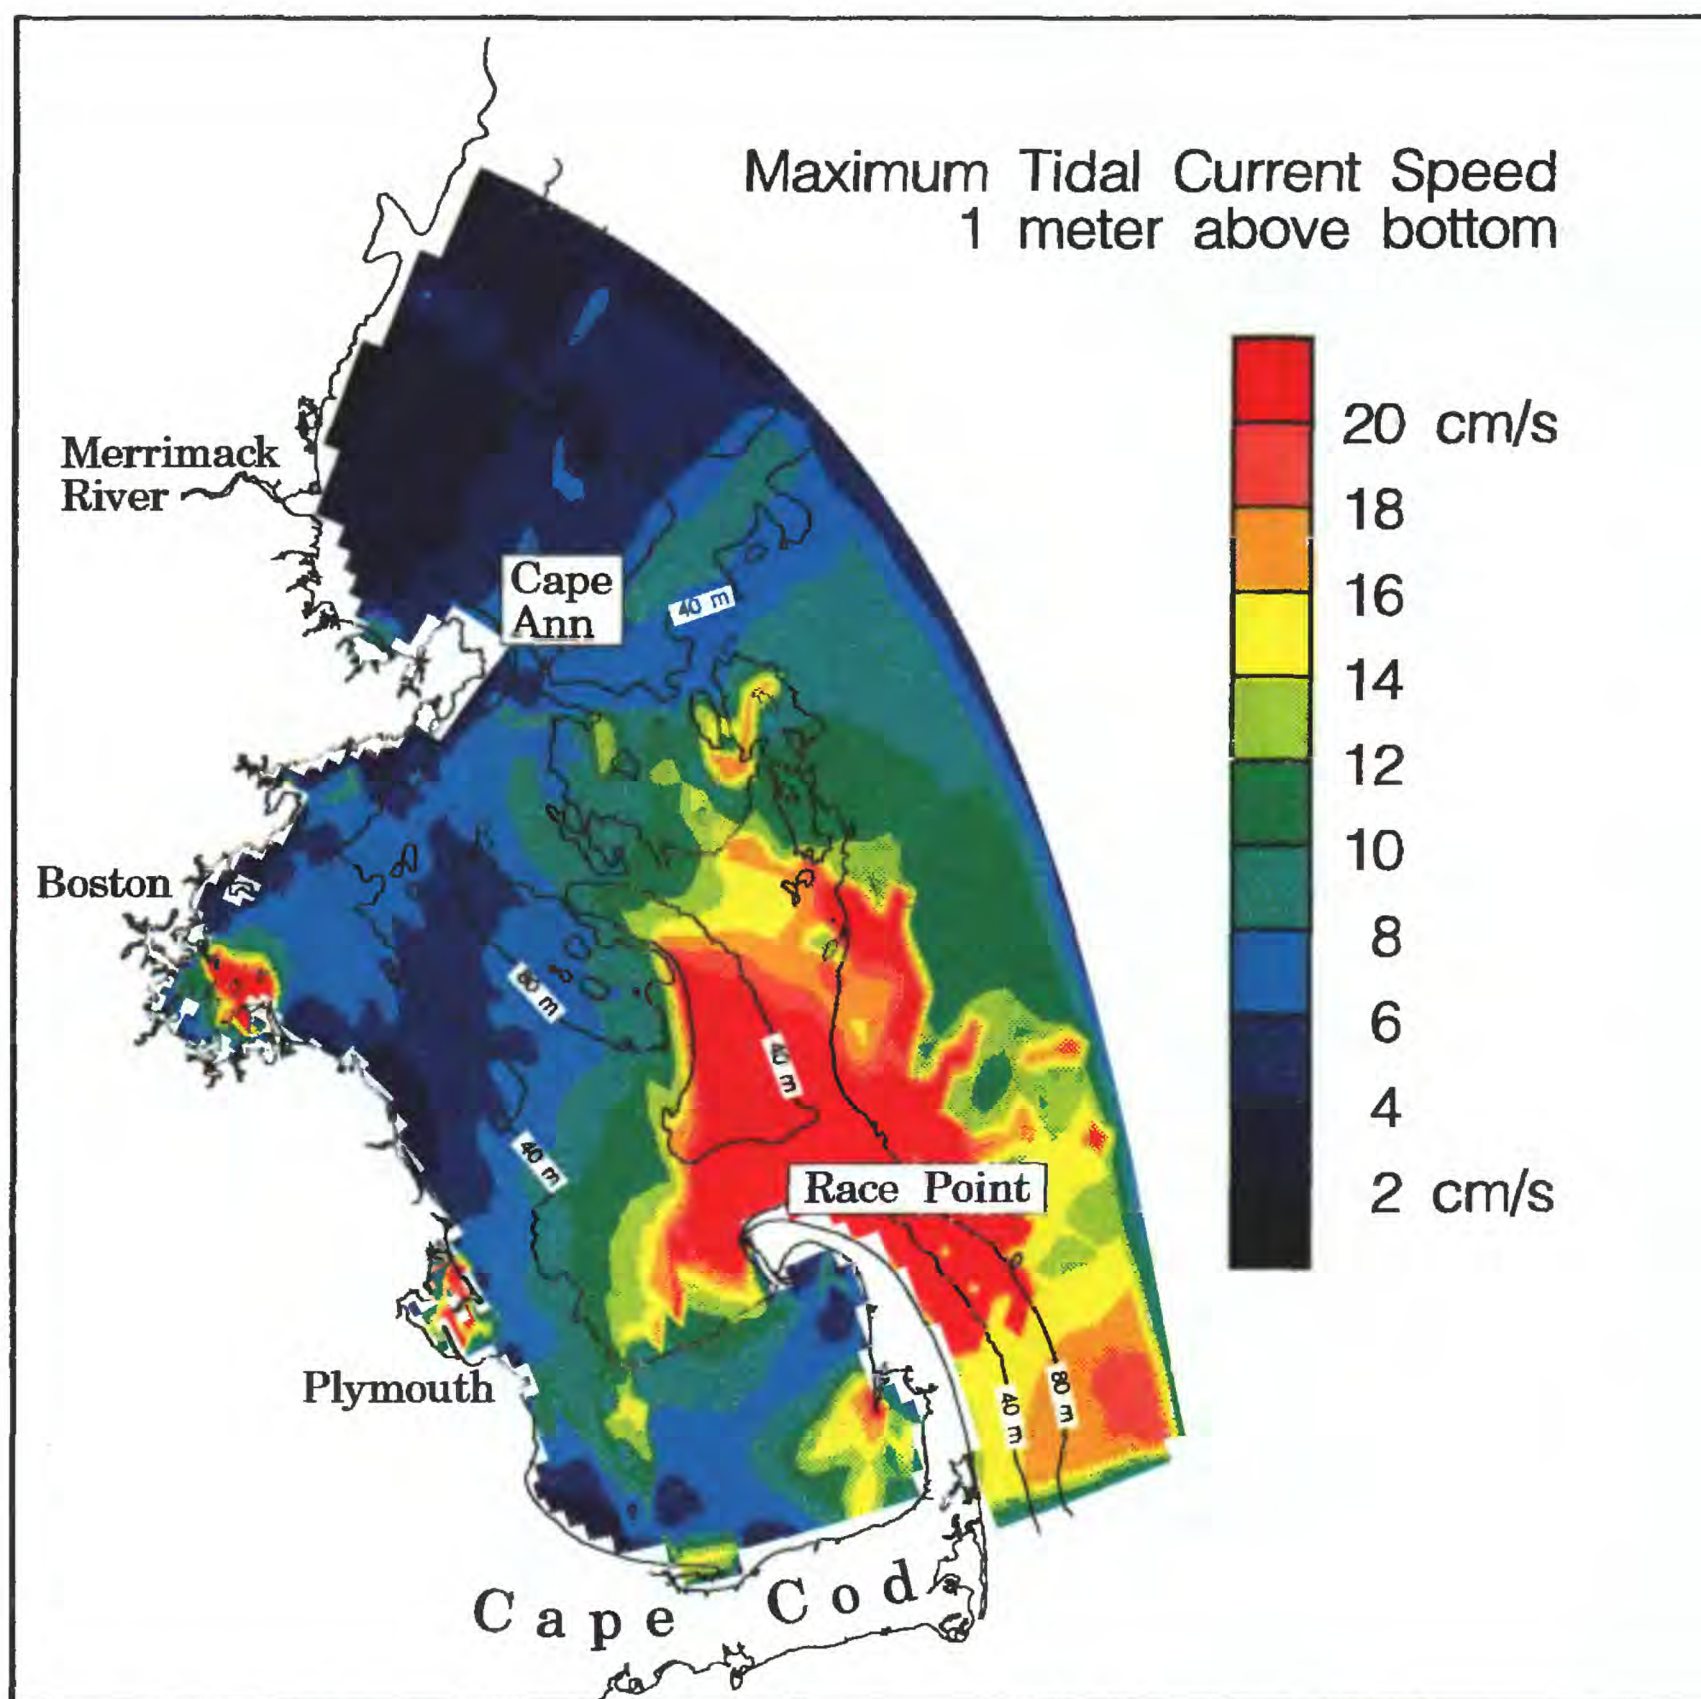 Maximum Tidal Current Speed
1 meter above bottom
20 cm/s
18
16
14
12
10
8
6
4
2 cm/s
Merrimack
River
Cape
Ann
40 m
Boston
80 m
40 m
40 m
Race Point
Plymouth
40 m
80 m
Cape Cod